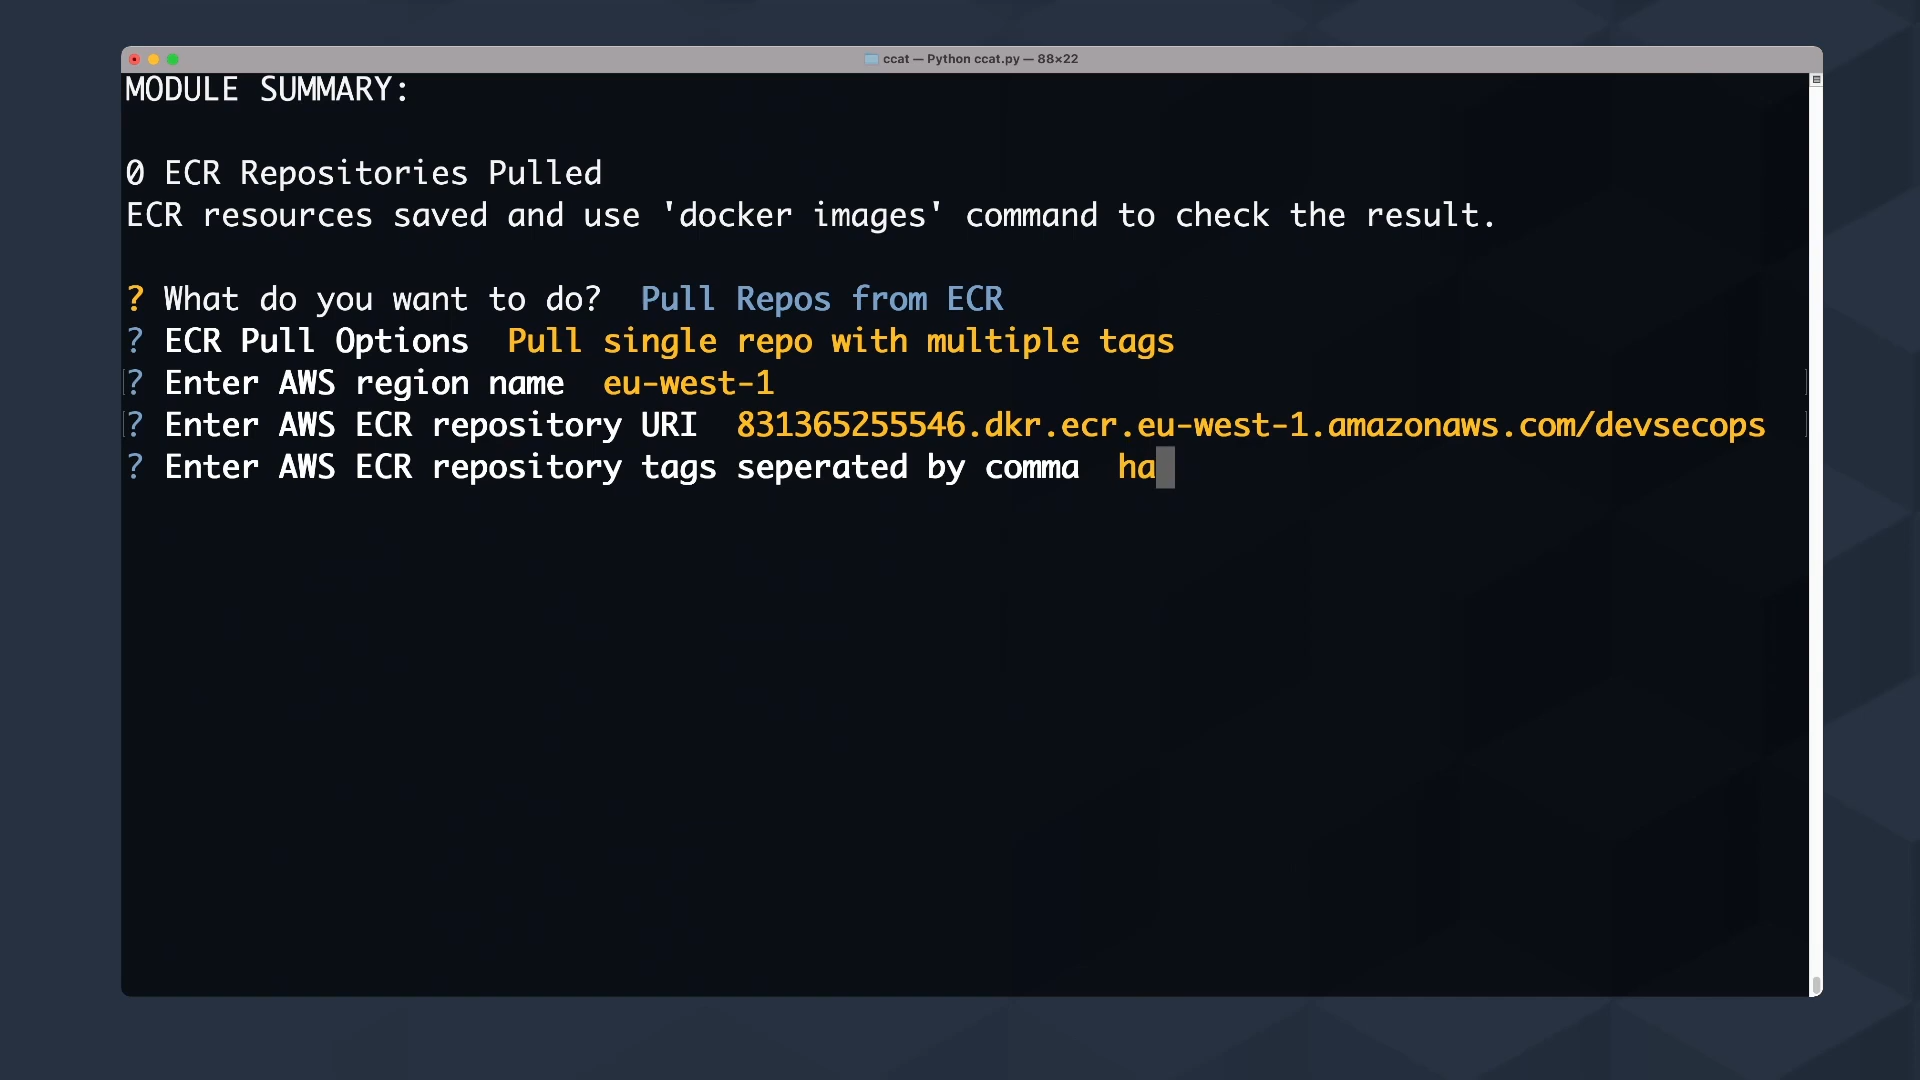 ccat — Python ccat.py — 88×22
MODULE SUMMARY:
0 ECR Repositories Pulled
ECR resources saved and use 'docker images' command to check the result.
? What do you want to do?  Pull Repos from ECR
? ECR Pull Options  Pull single repo with multiple tags
[? Enter AWS region name  eu-west-1 ]
[? Enter AWS ECR repository URI  831365255546.dkr.ecr.eu-west-1.amazonaws.com/devsecops ]
? Enter AWS ECR repository tags seperated by comma  ha